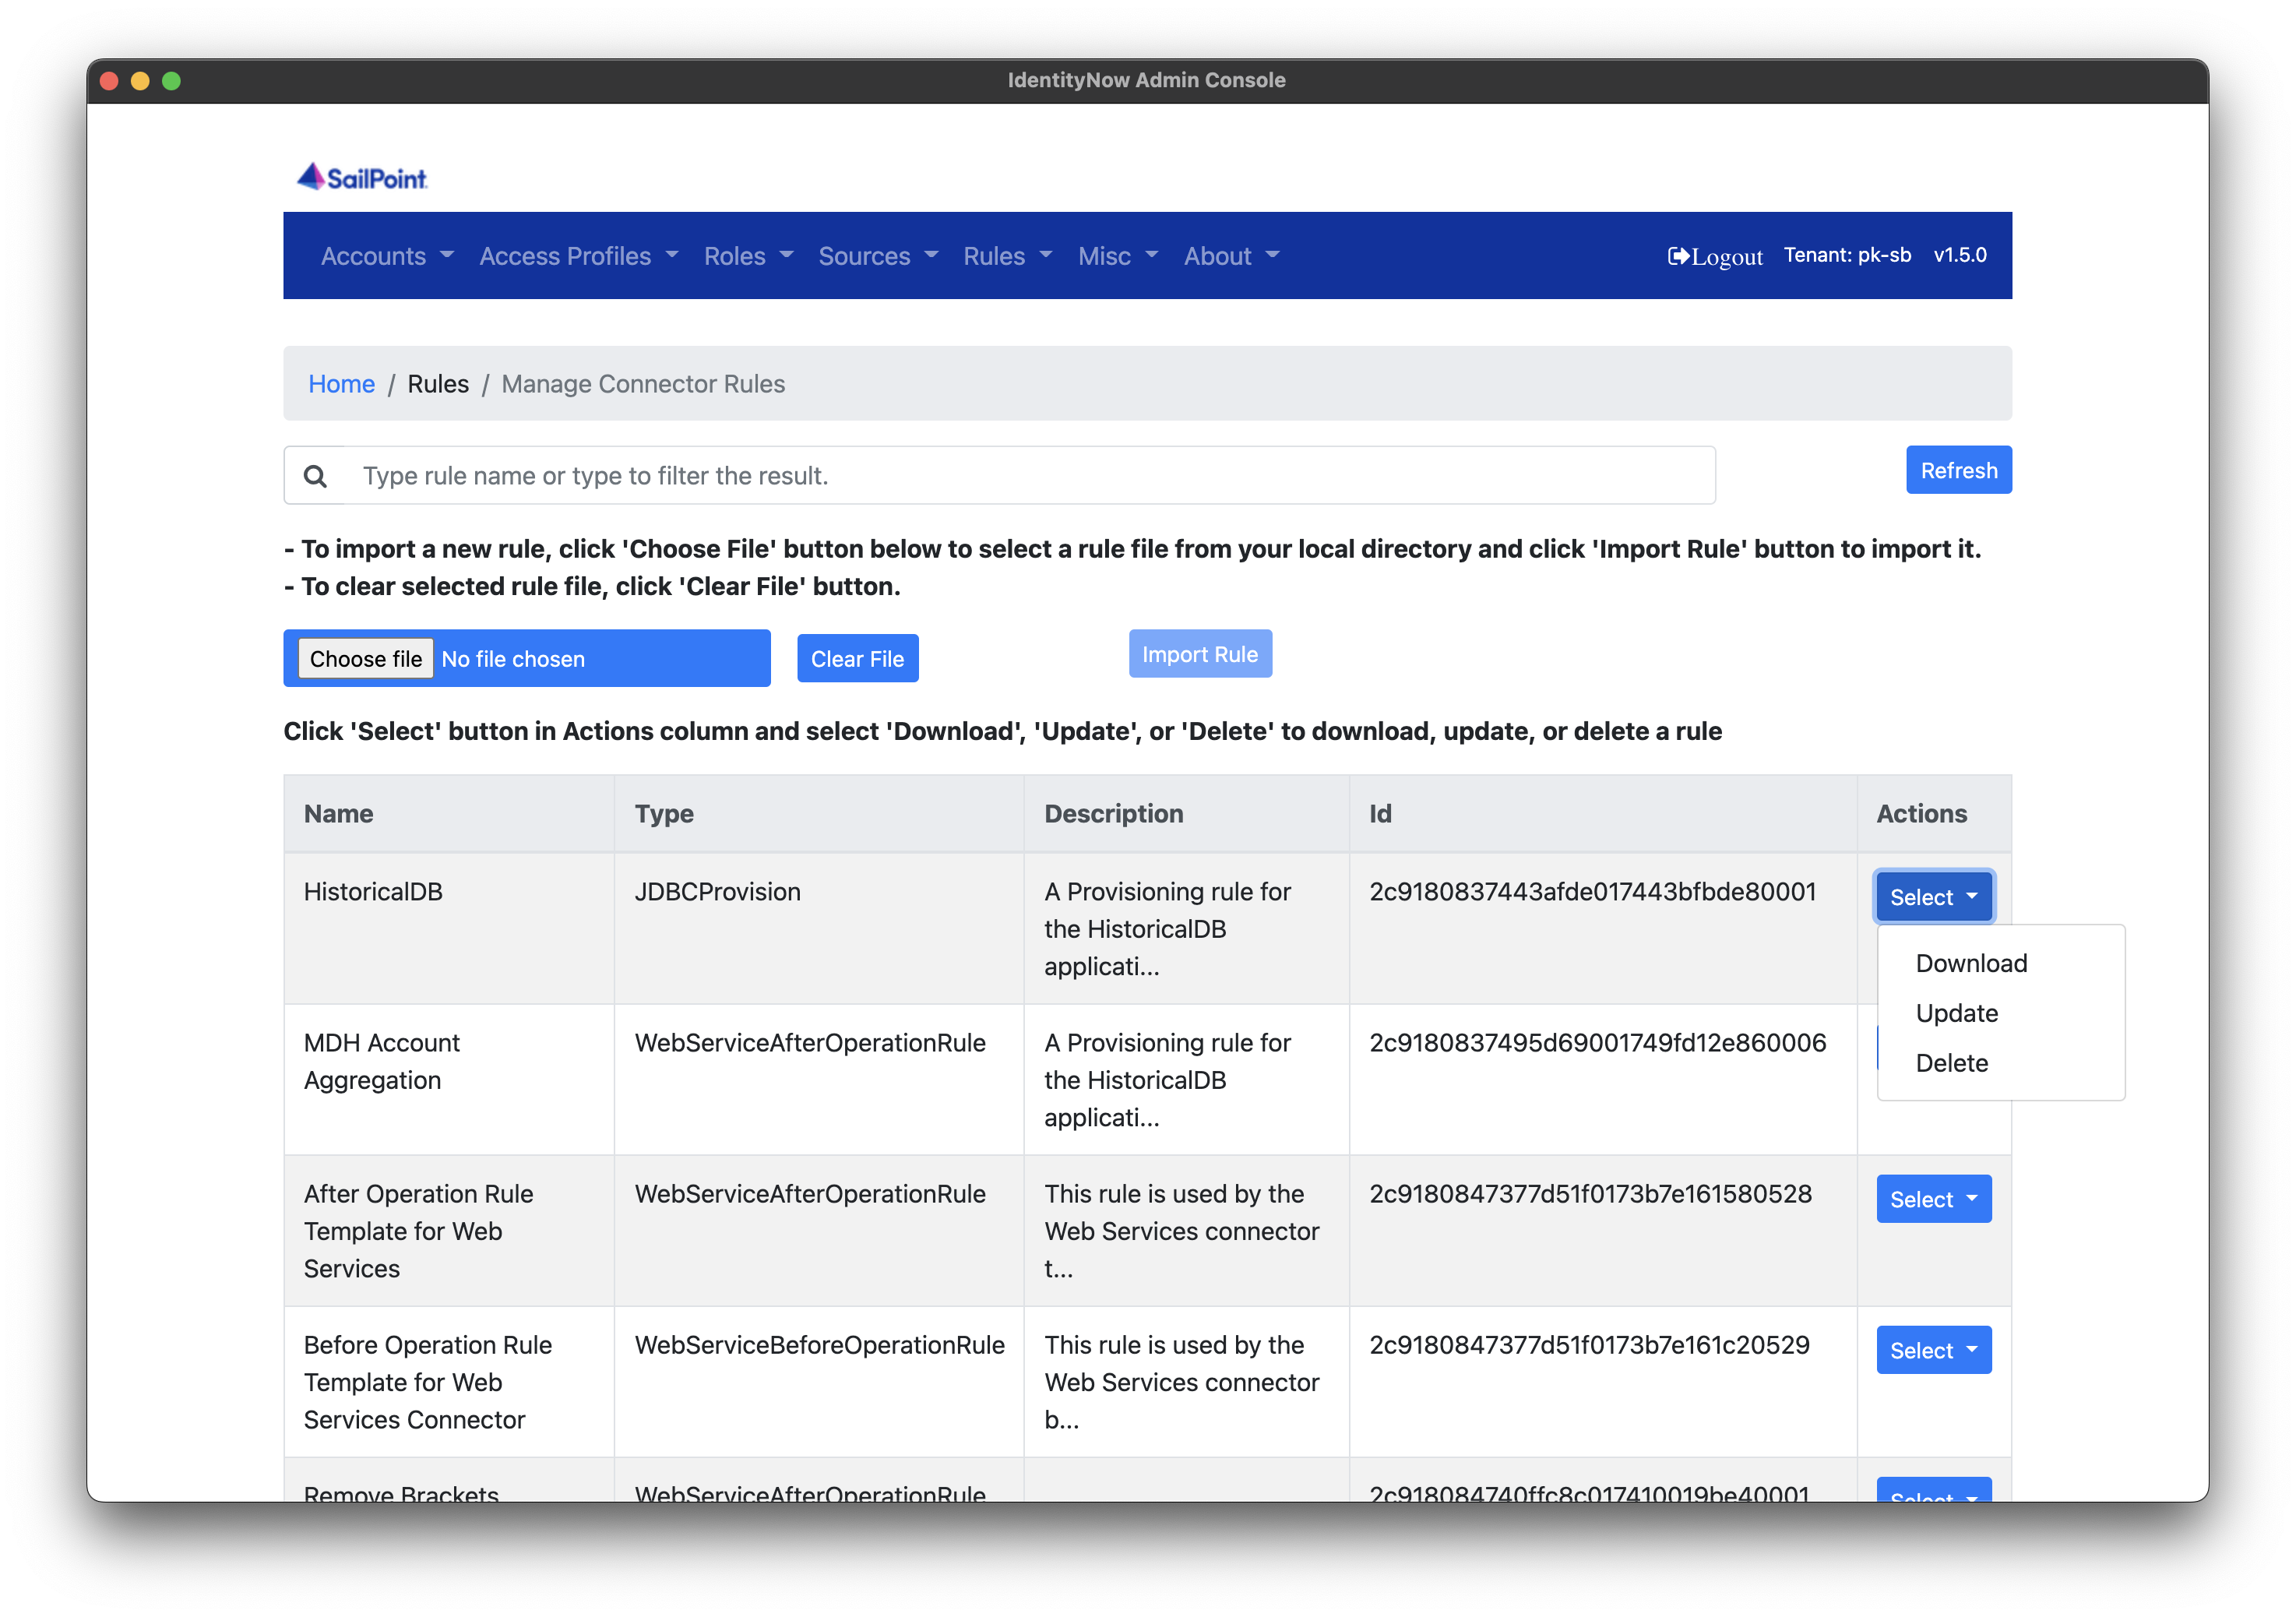 IdentityNow Admin Console
SailPoint
Accounts Access Profiles Roles Sources Rules Misc About Logout Tenant: pk-sb v1.5.0
Home / Rules / Manage Connector Rules
Type rule name or type to filter the result. Refresh
- To import a new rule, click 'Choose File' button below to select a rule file from your local directory and click 'Import Rule' button to import it.
- To clear selected rule file, click 'Clear File' button.
Choose file No file chosen Clear File Import Rule
Click 'Select' button in Actions column and select 'Download', 'Update', or 'Delete' to download, update, or delete a rule
Name Type Description Id Actions
HistoricalDB JDBCProvision A Provisioning rule for 2c9180837443afde017443bfbde80001 Select
the HistoricalDB
applicati...
Download
Update
Delete
MDH Account WebServiceAfterOperationRule A Provisioning rule for 2c9180837495d69001749fd12e860006
Aggregation the HistoricalDB
applicati...
After Operation Rule WebServiceAfterOperationRule This rule is used by the 2c9180847377d51f0173b7e161580528 Select
Template for Web Web Services connector
Services t...
Before Operation Rule WebServiceBeforeOperationRule This rule is used by the 2c9180847377d51f0173b7e161c20529 Select
Template for Web Web Services connector
Services Connector b...
Remove Brackets WebServiceAfterOperationRule 2c918084740ffc8c017410019be40001 Select